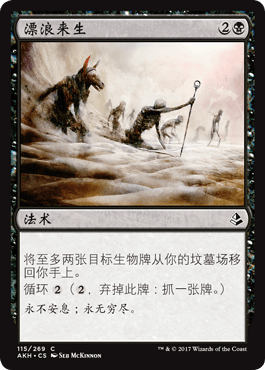 漂浪来生 2
法术
将至多两张目标生物牌从你的坟墓场移
回你手上。
循环 2（2，弃掉此牌：抓一张牌。）
永不安息；永无穷尽。
115/269 C
AKH • CS Seb McKinnon
™ & © 2017 Wizards of the Coast